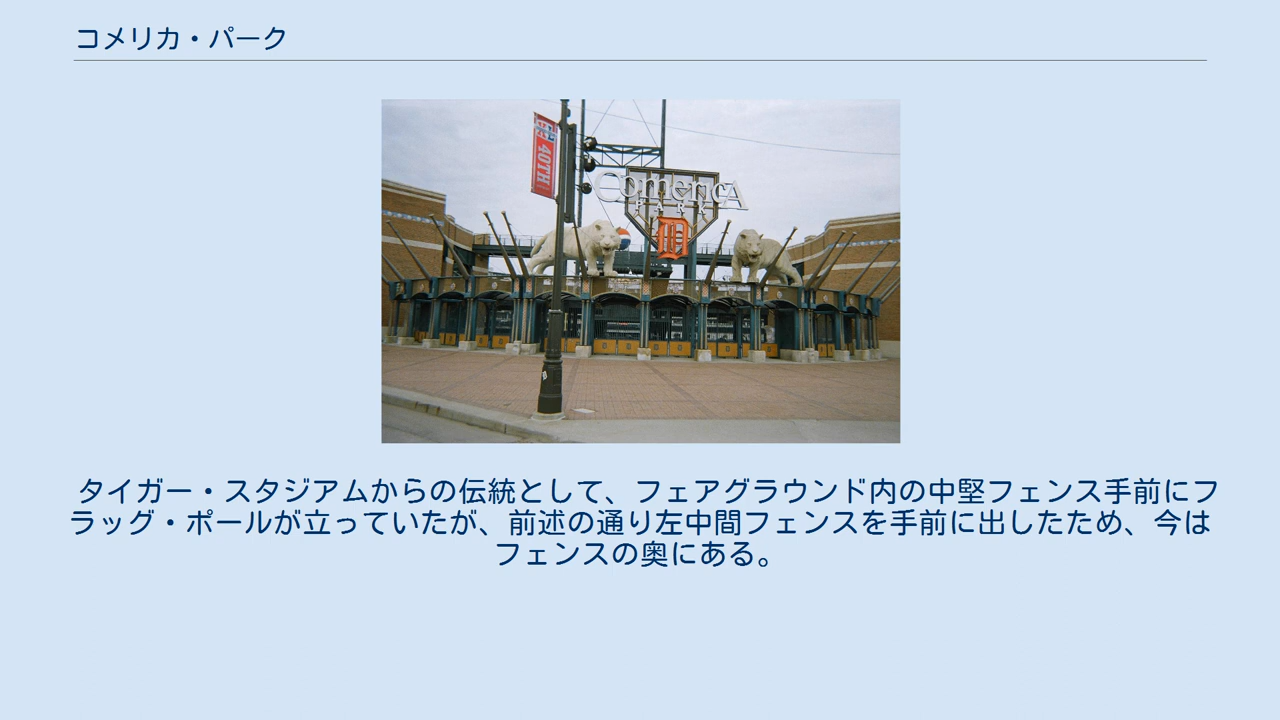 コメリカ・パーク
40TH
comericA
PARK
D
タイガー・スタジアムからの伝統として、フェアグラウンド内の中堅フェンス手前にフ
ラッグ・ポールが立っていたが、前述の通り左中間フェンスを手前に出したため、今は
フェンスの奥にある。